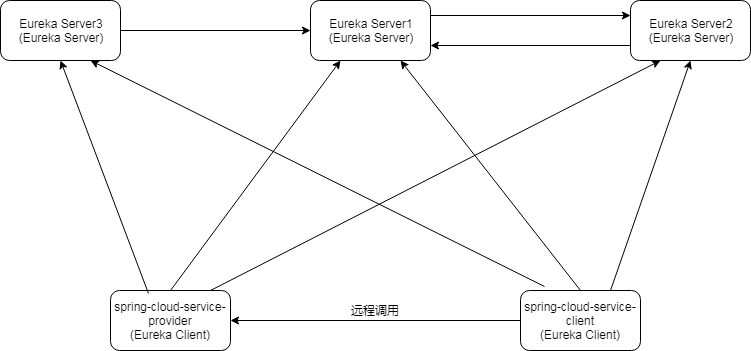 Eureka Server3
(Eureka Server)
Eureka Server1
(Eureka Server)
Eureka Server2
(Eureka Server)
spring-cloud-service-
provider
(Eureka Client)
远程调用
spring-cloud-service-
client
(Eureka Client)